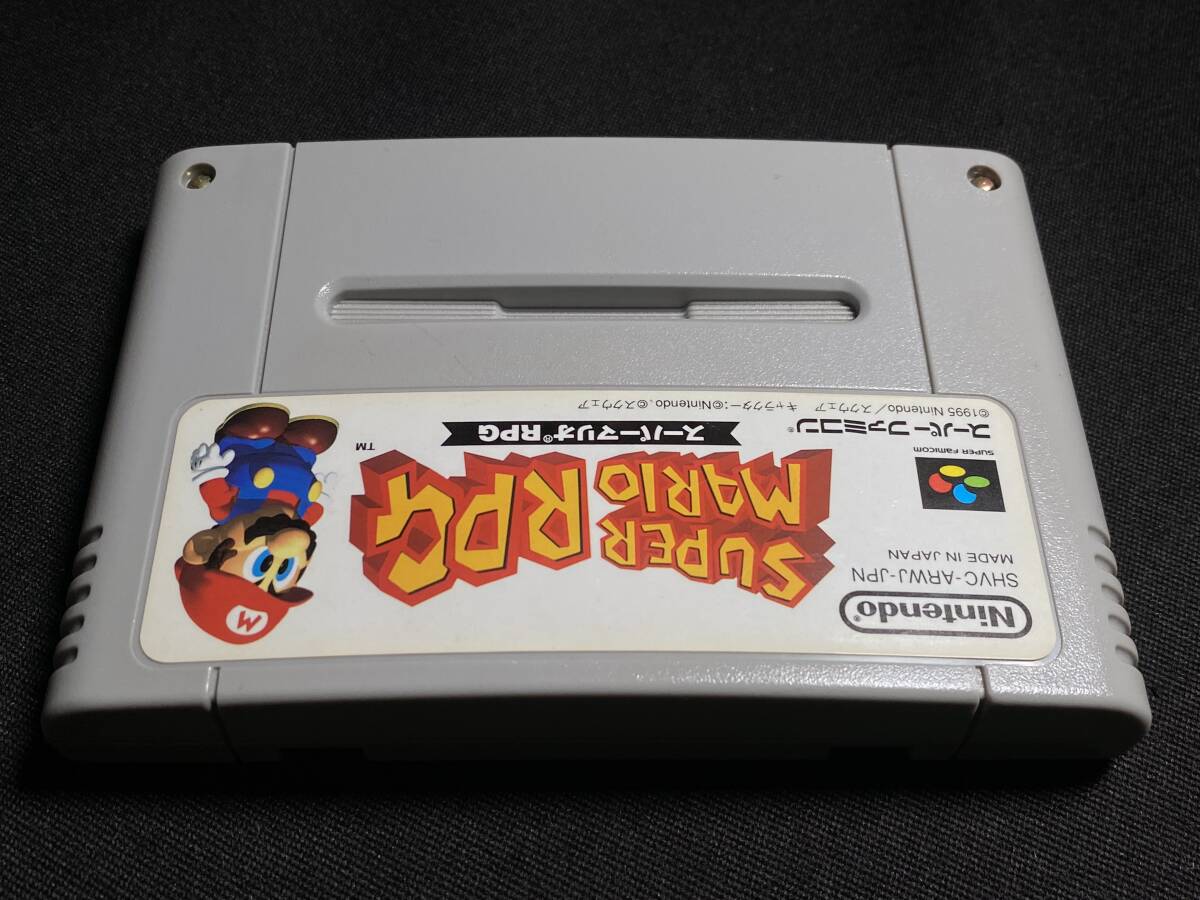 Nintendo®
SHVC-ARWJ-JPN
MADE IN JAPAN
SUPER FAMICOM
スーパーファミコン®
©1995 Nintendo／スクウェア キャラクター：©Nintendo、©スクウェア
SUPER
MARIO
RPG
TM
スーパーマリオ®RPG
M